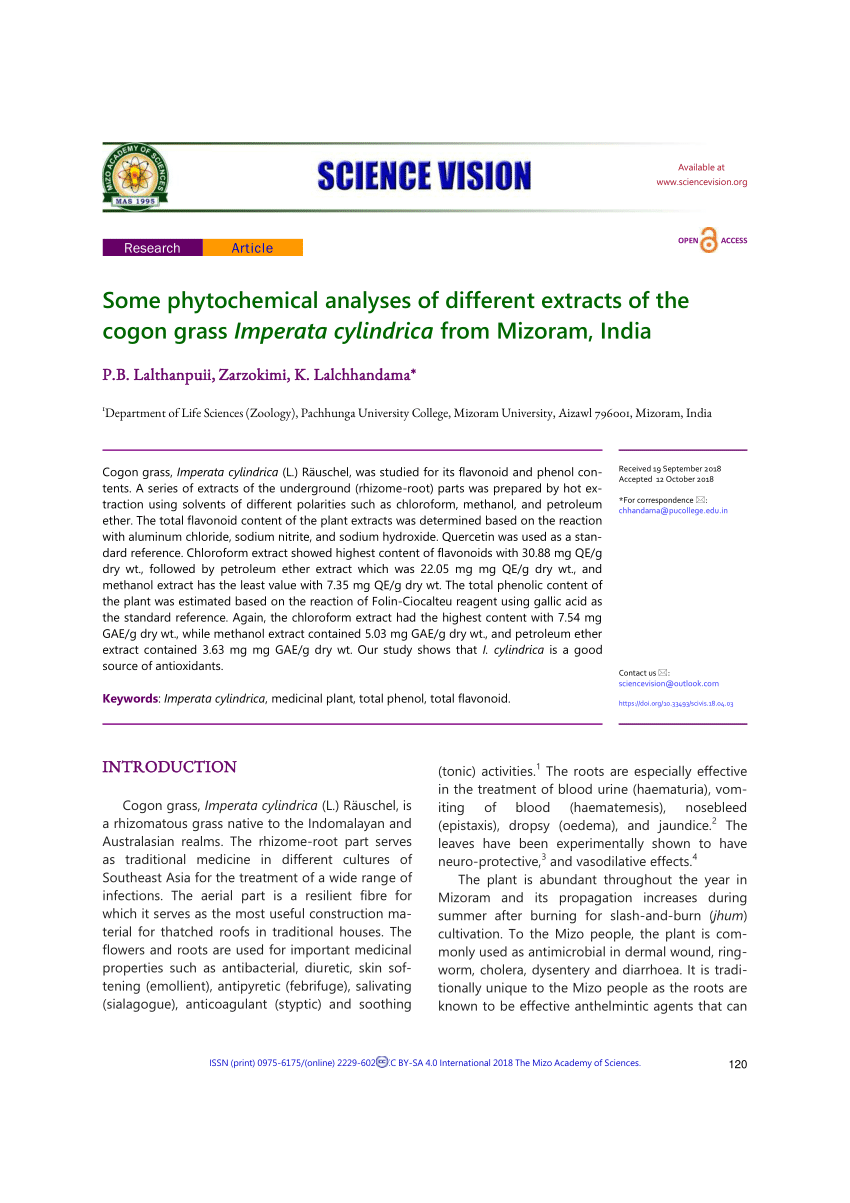 MIZO ACADEMY OF SCIENCES
MAS 1995
SCIENCE VISION
Available at
www.sciencevision.org
Research Article
OPEN ACCESS
Some phytochemical analyses of different extracts of the
cogon grass Imperata cylindrica from Mizoram, India
P.B. Lalthanpuii, Zarzokimi, K. Lalchhandama*
¹Department of Life Sciences (Zoology), Pachhunga University College, Mizoram University, Aizawl 796001, Mizoram, India
Cogon grass, Imperata cylindrica (L.) Räuschel, was studied for its flavonoid and phenol con-
tents. A series of extracts of the underground (rhizome-root) parts was prepared by hot ex-
traction using solvents of different polarities such as chloroform, methanol, and petroleum
ether. The total flavonoid content of the plant extracts was determined based on the reaction
with aluminum chloride, sodium nitrite, and sodium hydroxide. Quercetin was used as a stan-
dard reference. Chloroform extract showed highest content of flavonoids with 30.88 mg QE/g
dry wt., followed by petroleum ether extract which was 22.05 mg mg QE/g dry wt., and
methanol extract has the least value with 7.35 mg QE/g dry wt. The total phenolic content of
the plant was estimated based on the reaction of Folin-Ciocalteu reagent using gallic acid as
the standard reference. Again, the chloroform extract had the highest content with 7.54 mg
GAE/g dry wt., while methanol extract contained 5.03 mg GAE/g dry wt., and petroleum ether
extract contained 3.63 mg mg GAE/g dry wt. Our study shows that I. cylindrica is a good
source of antioxidants.
Keywords: Imperata cylindrica, medicinal plant, total phenol, total flavonoid.
Received 19 September 2018
Accepted 12 October 2018
*For correspondence ✉:
chhandama@pucollege.edu.in
Contact us ✉:
sciencevision@outlook.com
https://doi.org/10.33493/scivis.18.04.03
INTRODUCTION
Cogon grass, Imperata cylindrica (L.) Räuschel, is
a rhizomatous grass native to the Indomalayan and
Australasian realms. The rhizome-root part serves
as traditional medicine in different cultures of
Southeast Asia for the treatment of a wide range of
infections. The aerial part is a resilient fibre for
which it serves as the most useful construction ma-
terial for thatched roofs in traditional houses. The
flowers and roots are used for important medicinal
properties such as antibacterial, diuretic, skin sof-
tening (emollient), antipyretic (febrifuge), salivating
(sialagogue), anticoagulant (styptic) and soothing
(tonic) activities.¹ The roots are especially effective
in the treatment of blood urine (haematuria), vom-
iting of blood (haematemesis), nosebleed
(epistaxis), dropsy (oedema), and jaundice.² The
leaves have been experimentally shown to have
neuro-protective,³ and vasodilative effects.⁴
The plant is abundant throughout the year in
Mizoram and its propagation increases during
summer after burning for slash-and-burn (jhum)
cultivation. To the Mizo people, the plant is com-
monly used as antimicrobial in dermal wound, ring-
worm, cholera, dysentery and diarrhoea. It is tradi-
tionally unique to the Mizo people as the roots are
known to be effective anthelmintic agents that can
ISSN (print) 0975-6175/(online) 2229-602 CC BY-SA 4.0 International 2018 The Mizo Academy of Sciences.
120